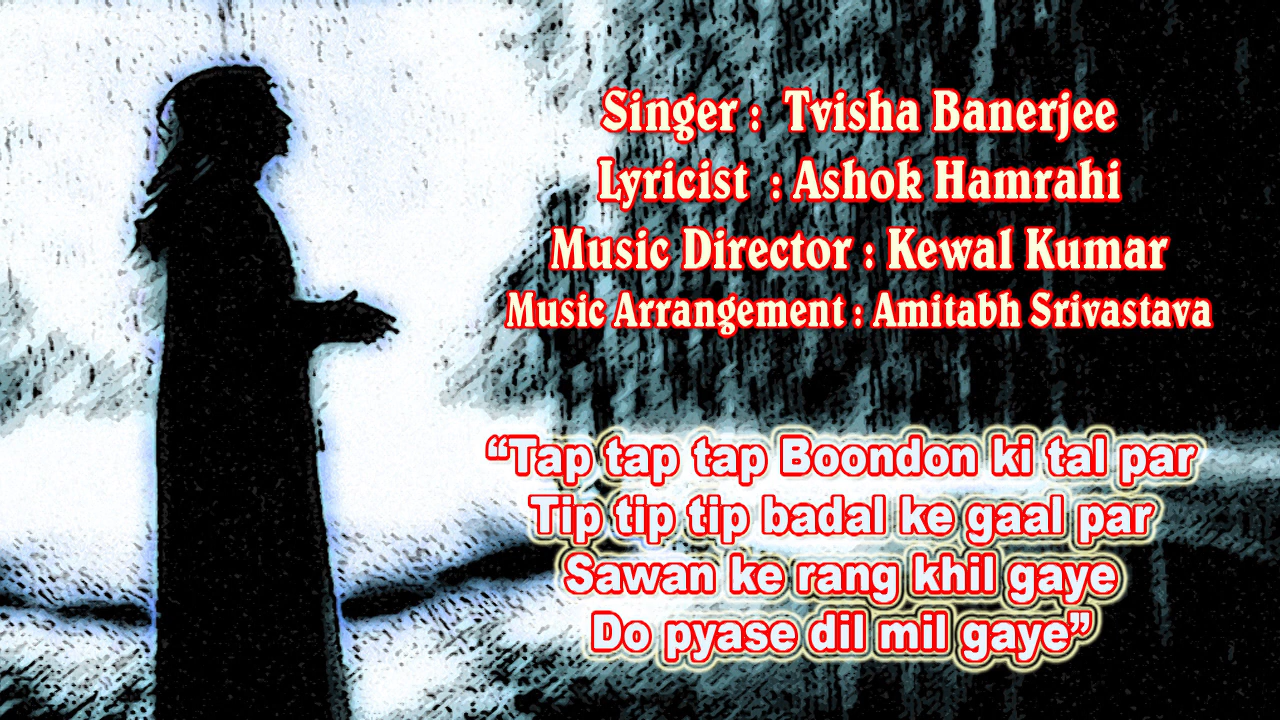 Singer : Tvisha Banerjee
Lyricist : Ashok Hamrahi
Music Director : Kewal Kumar
Music Arrangement : Amitabh Srivastava
“Tap tap tap Boondon ki tal par
Tip tip tip badal ke gaal par
Sawan ke rang khil gaye
Do pyase dil mil gaye”